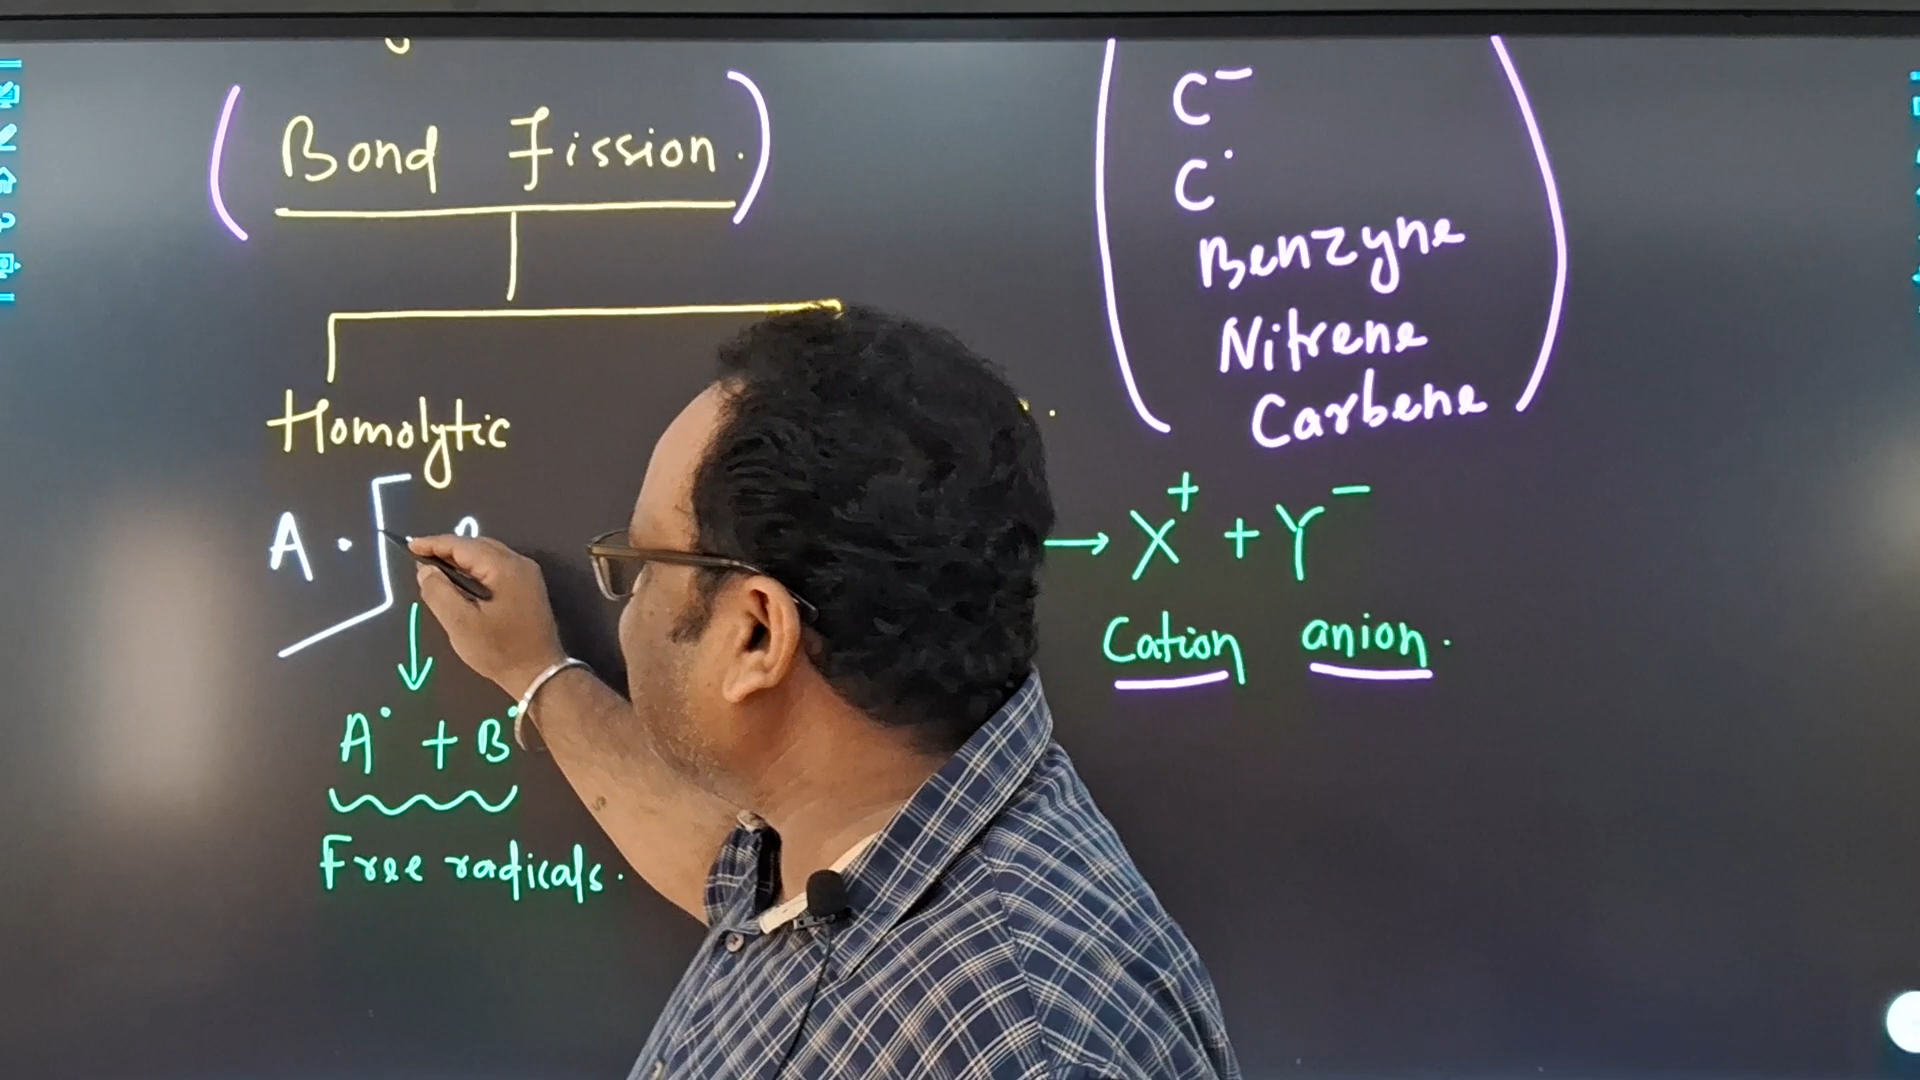 (Bond Fission.)
Homolytic
A · ·
A· + B·
Free radicals.
C⁻
C·
Benzyne
Nitrene
Carbene
→ X⁺ + Y⁻
Cation anion.